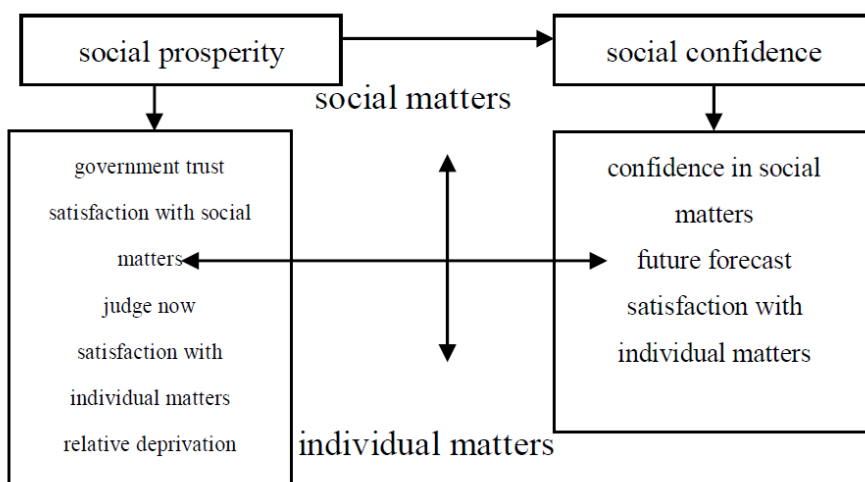 social prosperity
social confidence
social matters
government trust
satisfaction with social
matters
judge now
satisfaction with
individual matters
relative deprivation
confidence in social
matters
future forecast
satisfaction with
individual matters
individual matters